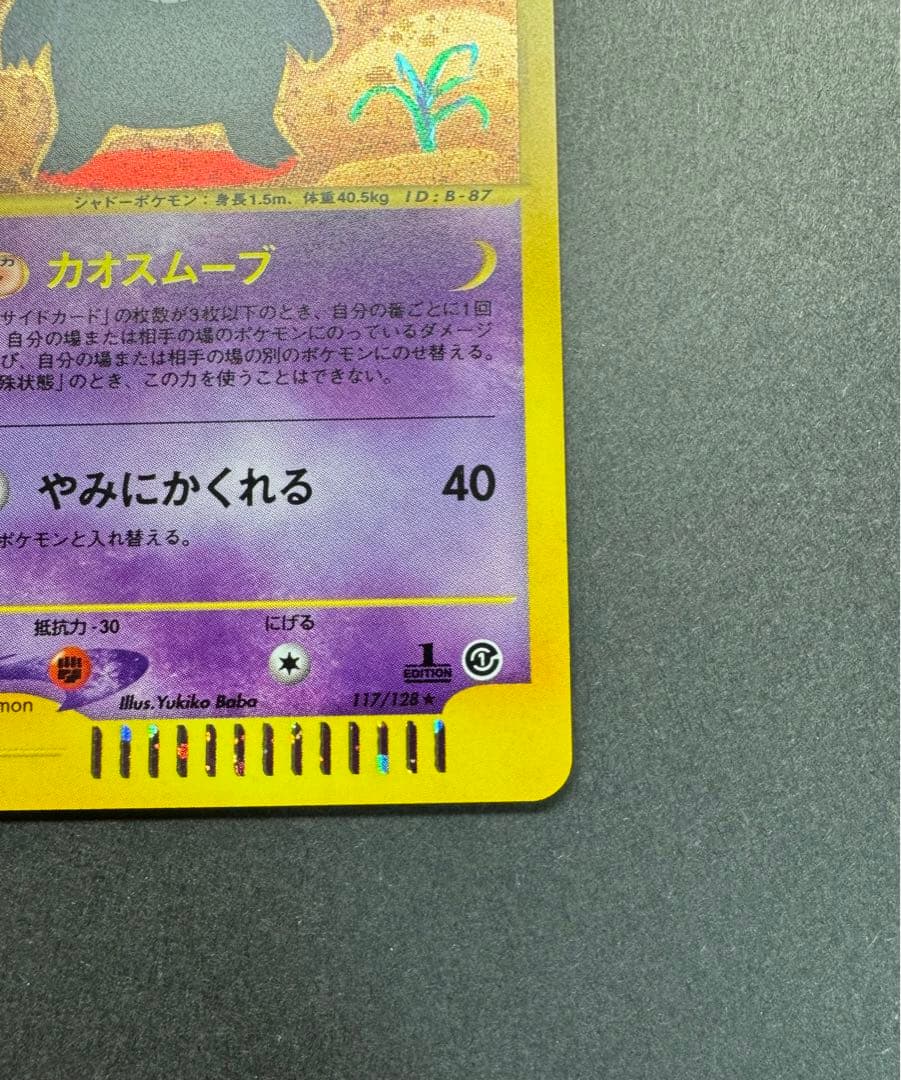 シャドーポケモン：身長1.5m、体重40.5kg ID：B-87
カ
カオスムーブ
サイドカード」の枚数が3枚以下のとき、自分の番ごとに1回
自分の場または相手の場のポケモンにのっているダメージ
び、自分の場または相手の場の別のポケモンにのせ替える。
殊状態」のとき、この力を使うことはできない。
やみにかくれる 40
ポケモンと入れ替える。
抵抗力 -30 にげる
1 EDITION 1
mon Illus.Yukiko Baba 117/128★